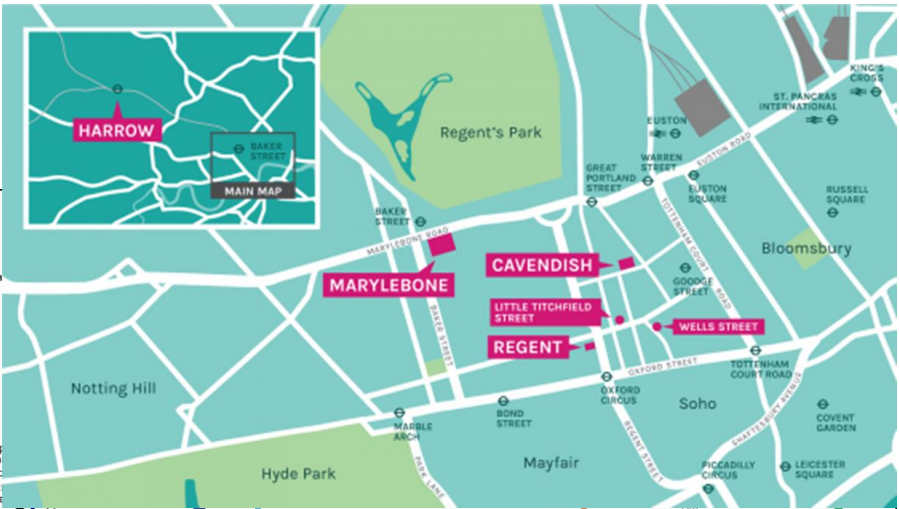 HARROW
BAKER
STREET
MAIN MAP
Regent's Park
KING'S
CROSS
ST. PANCRAS
INTERNATIONAL
EUSTON
EUSTON ROAD
WARREN
STREET
GREAT
PORTLAND
STREET
EUSTON
SQUARE
RUSSELL
SQUARE
BAKER
STREET
MARYLEBONE ROAD
TOTTENHAM COURT ROAD
Bloomsbury
CAVENDISH
MARYLEBONE
GOODGE
STREET
LITTLE TITCHFIELD
STREET
WELLS STREET
REGENT
BAKER STREET
OXFORD STREET
TOTTENHAM
COURT ROAD
Notting Hill
OXFORD
CIRCUS
BOND
STREET
Soho
MARBLE
ARCH
SHAFTESBURY AVENUE
COVENT
GARDEN
REGENT STREET
Hyde Park
PARK LANE
Mayfair
PICCADILLY
CIRCUS
LEICESTER
SQUARE